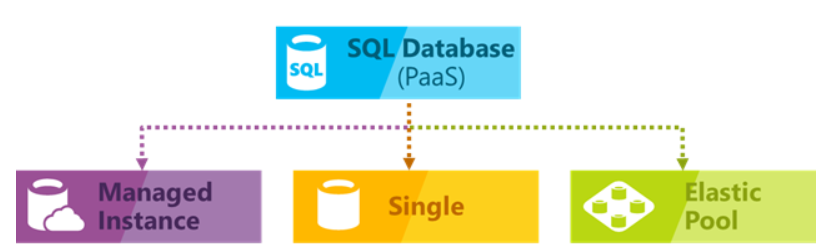 SQL
SQL Database
(PaaS)
Managed
Instance
Single
Elastic
Pool